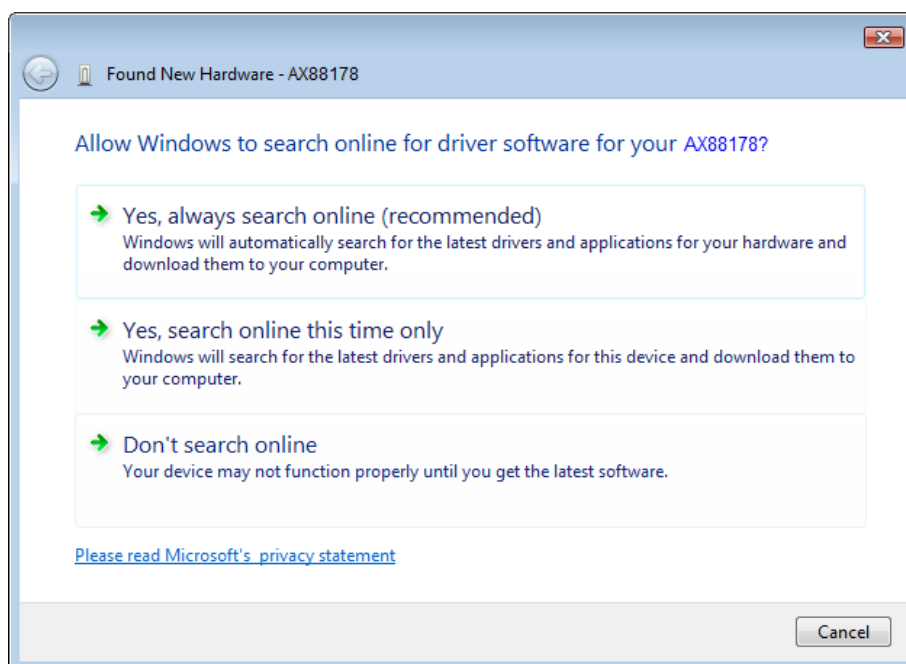 Found New Hardware - AX88178
Allow Windows to search online for driver software for your AX88178?
Yes, always search online (recommended)
Windows will automatically search for the latest drivers and applications for your hardware and
download them to your computer.
Yes, search online this time only
Windows will search for the latest drivers and applications for this device and download them to
your computer.
Don't search online
Your device may not function properly until you get the latest software.
Please read Microsoft's privacy statement
Cancel